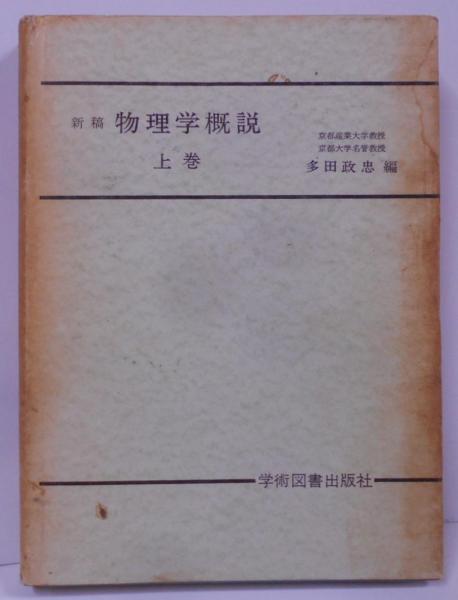 新稿 物理学概説
上巻
京都産業大学教授
京都大学名誉教授
多田政忠 編
学術図書出版社